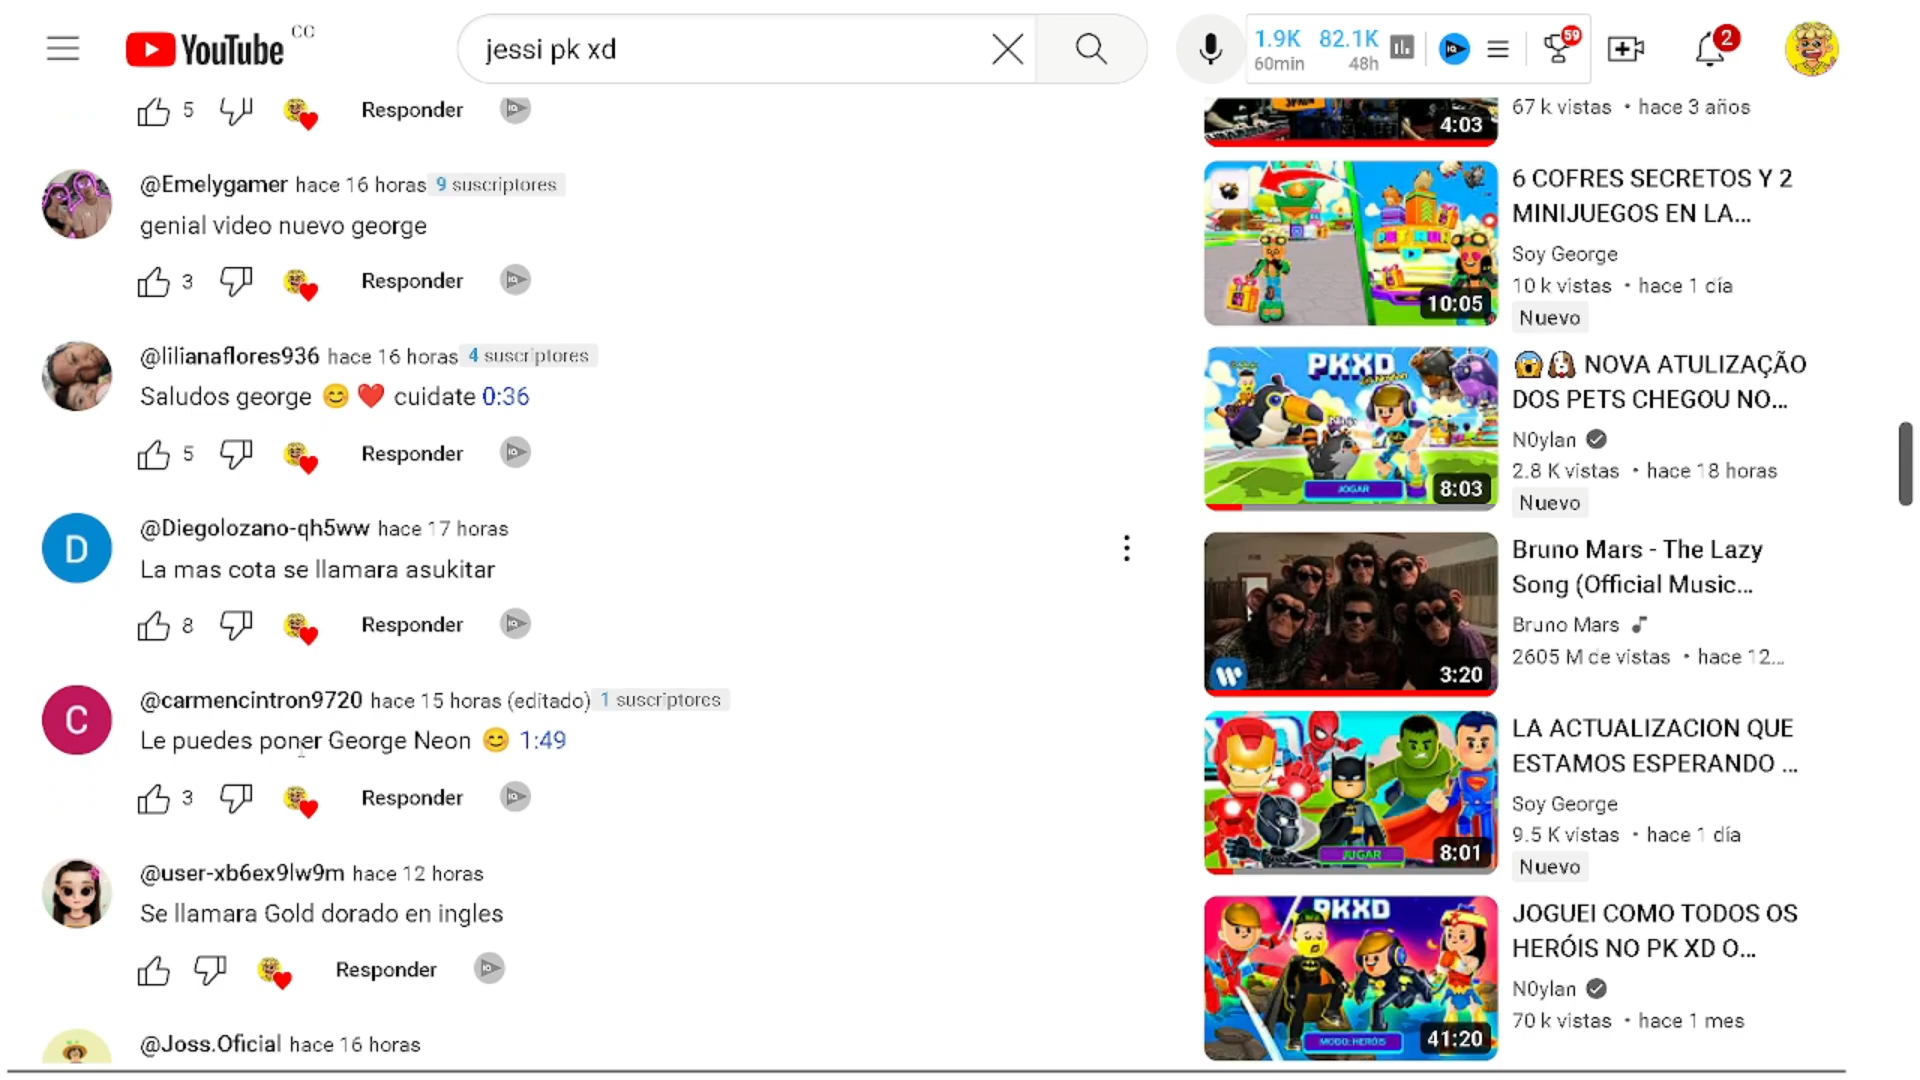 YouTube CC
jessi pk xd
1.9K 82.1K
60min 48h
59
2
5 Responder
@Emelygamer hace 16 horas 9 suscriptores
genial video nuevo george
3 Responder
@lilianaflores936 hace 16 horas 4 suscriptores
Saludos george 😊 ❤️ cuidate 0:36
5 Responder
D
@Diegolozano-qh5ww hace 17 horas
La mas cota se llamara asukitar
8 Responder
C
@carmencintron9720 hace 15 horas (editado) 1 suscriptores
Le puedes poner George Neon 😊 1:49
3 Responder
@user-xb6ex9lw9m hace 12 horas
Se llamara Gold dorado en ingles
Responder
@Joss.Oficial hace 16 horas
4:03
67 k vistas • hace 3 años
10:05
6 COFRES SECRETOS Y 2
MINIJUEGOS EN LA...
Soy George
10 k vistas • hace 1 día
Nuevo
PKXD
JOGAR
8:03
😱🐶 NOVA ATULIZAÇÃO
DOS PETS CHEGOU NO...
N0ylan
2.8 K vistas • hace 18 horas
Nuevo
3:20
Bruno Mars - The Lazy
Song (Official Music...
Bruno Mars
2605 M de vistas • hace 12...
JUGAR
8:01
LA ACTUALIZACION QUE
ESTAMOS ESPERANDO ...
Soy George
9.5 K vistas • hace 1 día
Nuevo
PKXD
MODO: HERÓIS
41:20
JOGUEI COMO TODOS OS
HERÓIS NO PK XD O...
N0ylan
70 k vistas • hace 1 mes